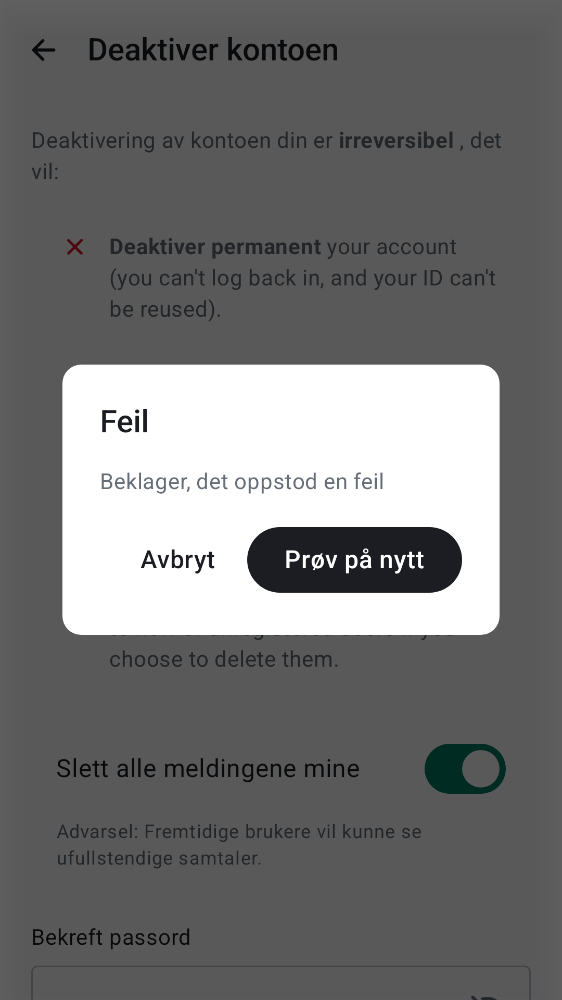 Deaktiver kontoen
Deaktivering av kontoen din er irreversibel , det
vil:
Deaktiver permanent your account
(you can't log back in, and your ID can't
be reused).
Feil
Beklager, det oppstod en feil
Avbryt
Prøv på nytt
choose to delete them.
Slett alle meldingene mine
Advarsel: Fremtidige brukere vil kunne se
ufullstendige samtaler.
Bekreft passord